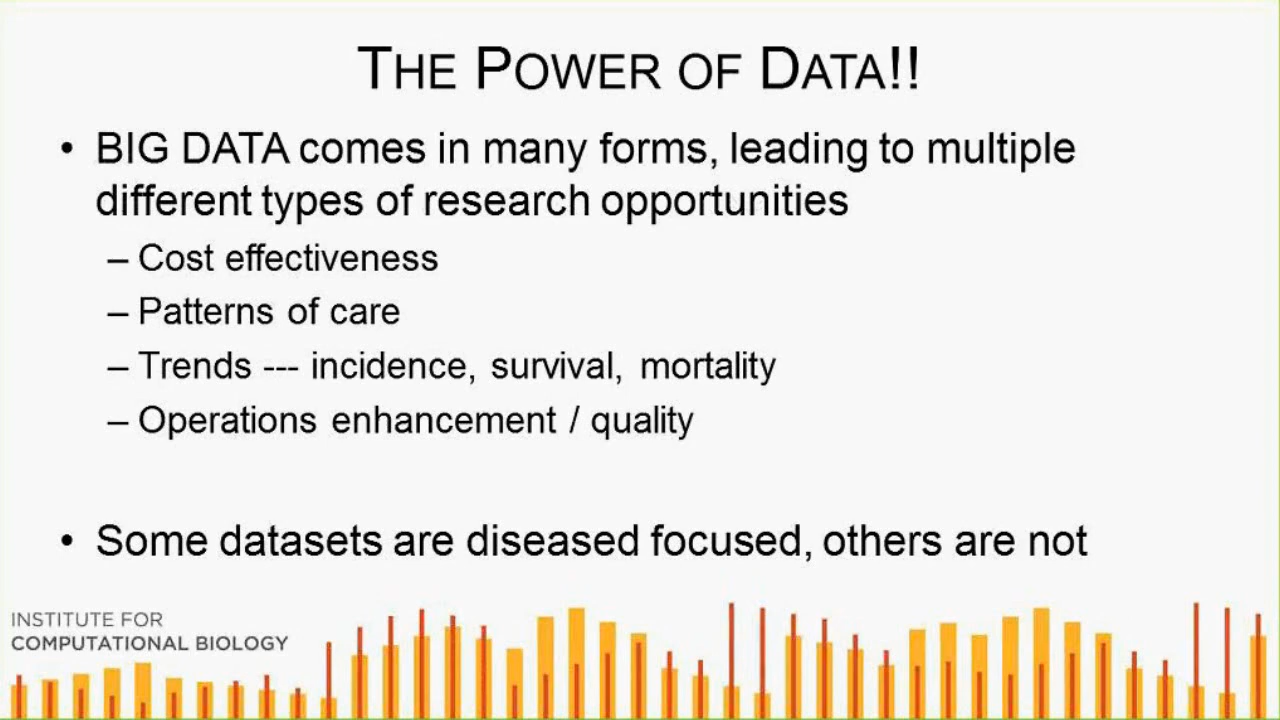 THE POWER OF DATA!!
• BIG DATA comes in many forms, leading to multiple
different types of research opportunities
– Cost effectiveness
– Patterns of care
– Trends --- incidence, survival, mortality
– Operations enhancement / quality
• Some datasets are diseased focused, others are not
INSTITUTE FOR
COMPUTATIONAL BIOLOGY